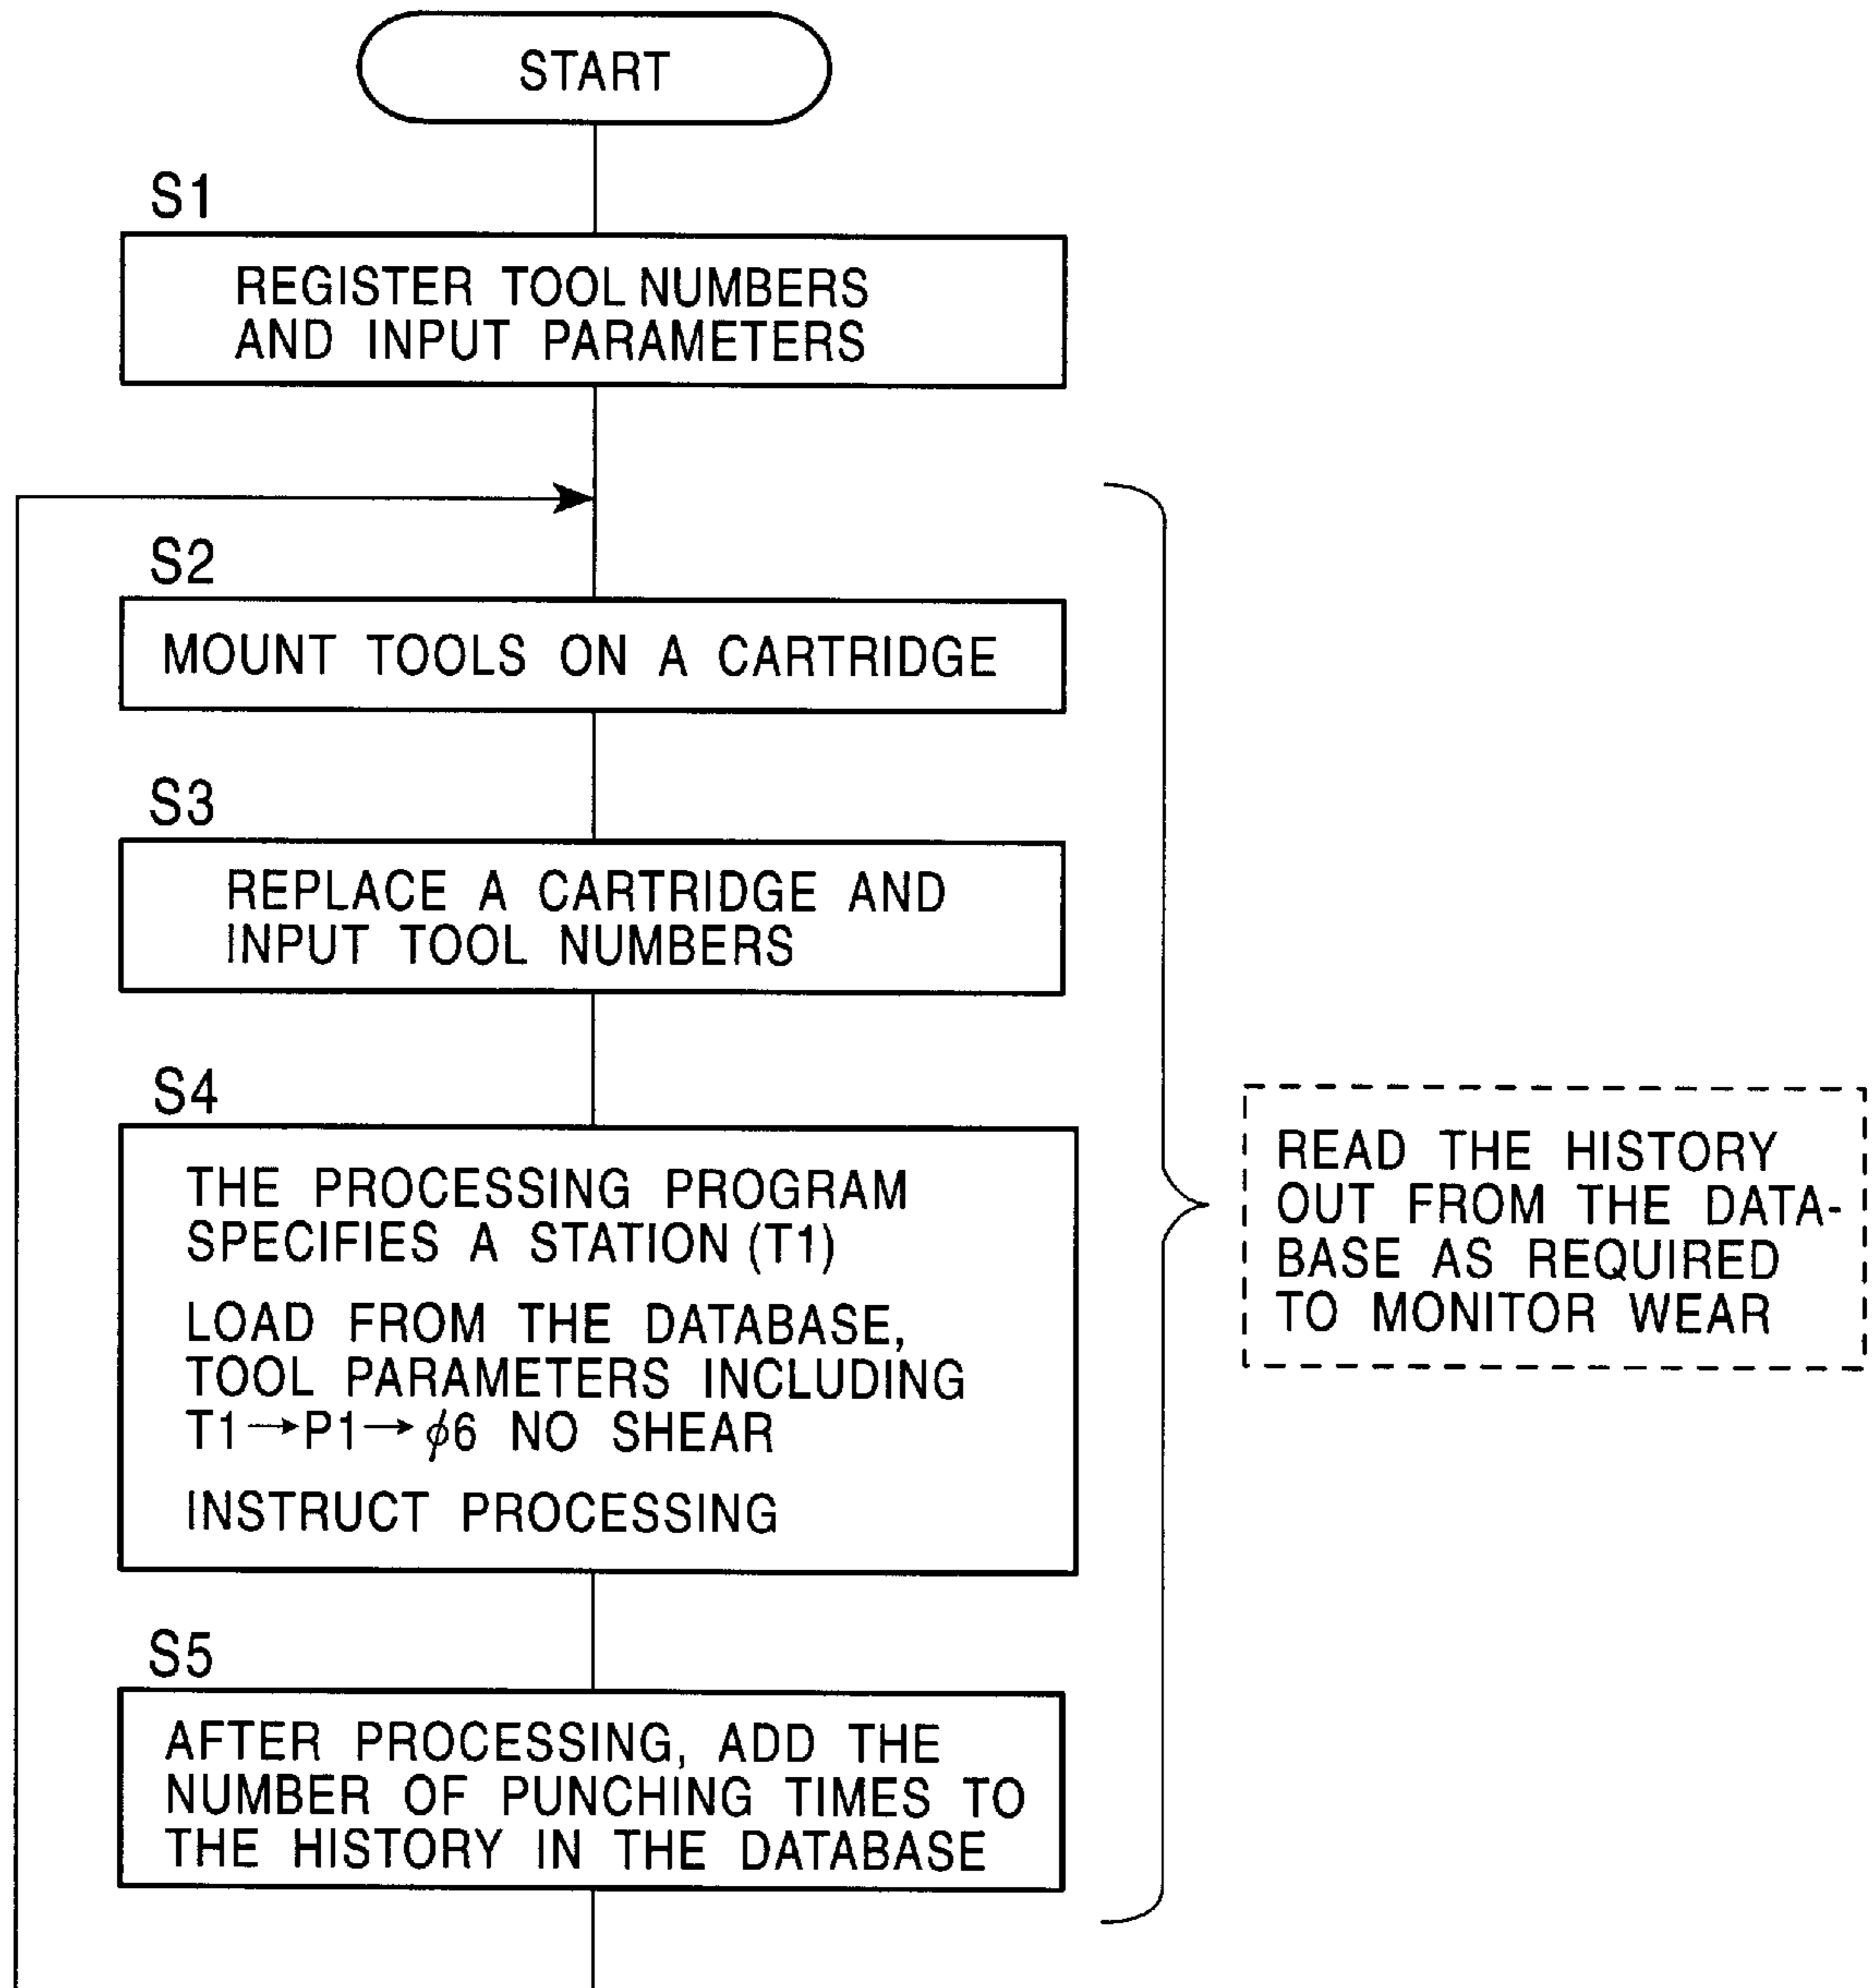 START
S1
REGISTER TOOL NUMBERS
AND INPUT PARAMETERS
S2
MOUNT TOOLS ON A CARTRIDGE
S3
REPLACE A CARTRIDGE AND
INPUT TOOL NUMBERS
S4
THE PROCESSING PROGRAM
SPECIFIES A STATION (T1)
LOAD FROM THE DATABASE,
TOOL PARAMETERS INCLUDING
T1→P1→ϕ6 NO SHEAR
INSTRUCT PROCESSING
S5
AFTER PROCESSING, ADD THE
NUMBER OF PUNCHING TIMES TO
THE HISTORY IN THE DATABASE
READ THE HISTORY
OUT FROM THE DATA-
BASE AS REQUIRED
TO MONITOR WEAR